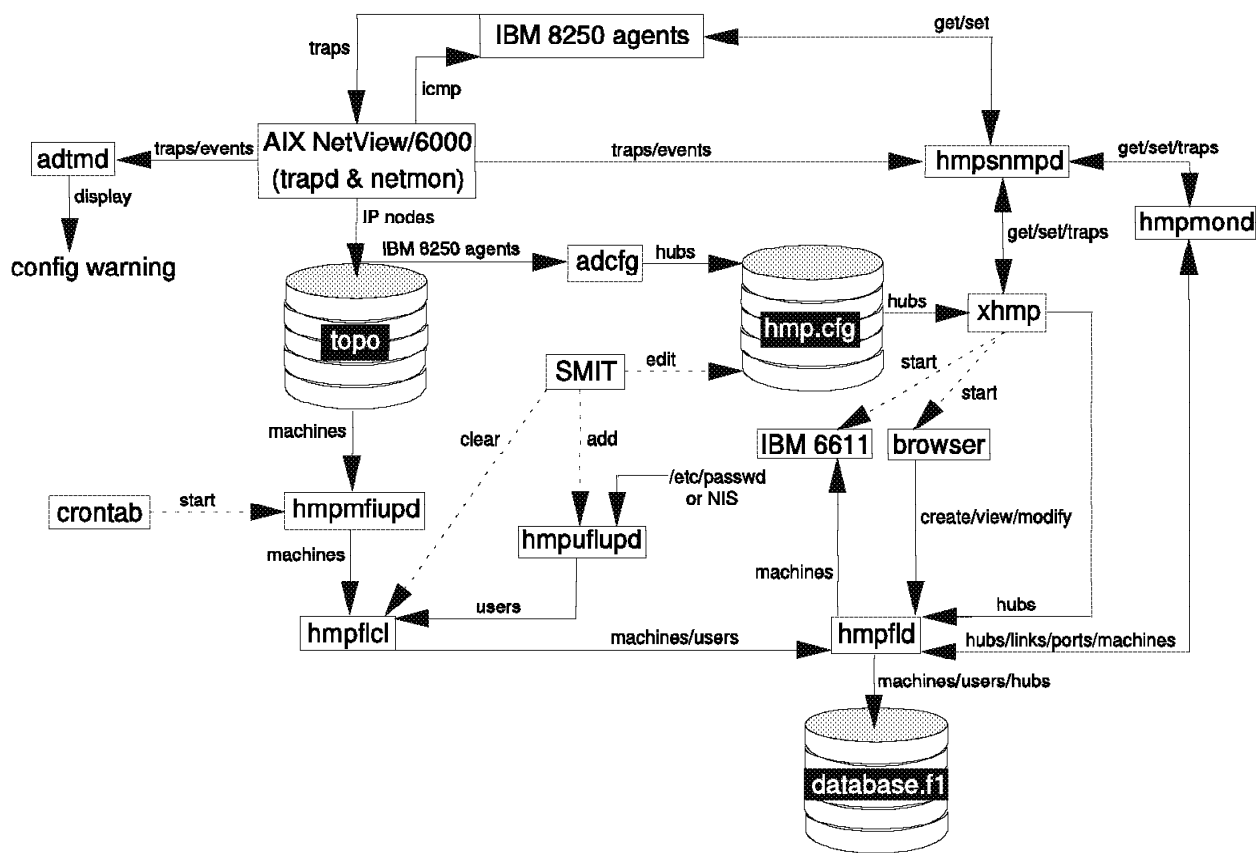 IBM 8250 agents
get/set
traps
icmp
AIX NetView/6000
(trapd & netmon)
adtmd
traps/events
traps/events
hmpsnmpd
get/set/traps
display
IP nodes
hmpmond
get/set/traps
config warning
IBM 8250 agents
adcfg
hubs
topo
hmp.cfg
hubs
xhmp
SMIT
edit
start
start
machines
clear
add
IBM 6611
browser
/etc/passwd
or NIS
crontab
start
hmpmfiupd
hmpuflupd
create/view/modify
machines
machines
users
hubs
hmpflcl
machines/users
hmpfld
hubs/links/ports/machines
machines/users/hubs
database.f1